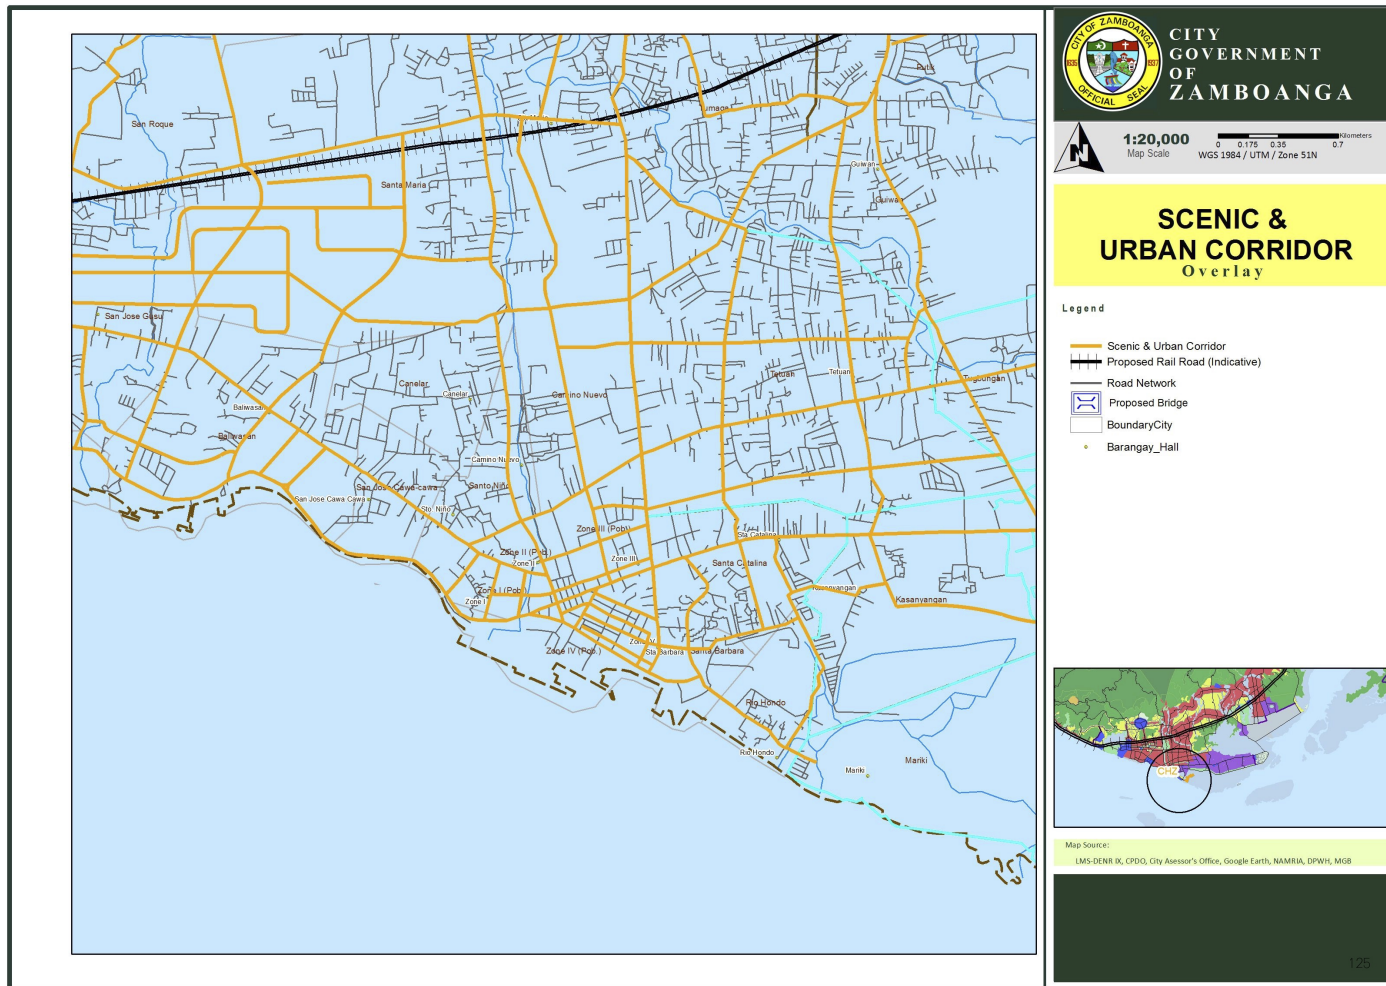 CITY OF ZAMBOANGA
1635
1937
OFFICIAL SEAL
CITY
GOVERNMENT
OF
ZAMBOANGA
N
1:20,000
Map Scale
Kilometers
0 0.175 0.35 0.7
WGS 1984 / UTM / Zone 51N
SCENIC &
URBAN CORRIDOR
Overlay
Legend
Scenic & Urban Corridor
Proposed Rail Road (Indicative)
Road Network
Proposed Bridge
BoundaryCity
Barangay_Hall
CHZ
Map Source:
LMS-DENR IX, CPDO, City Asessor's Office, Google Earth, NAMRIA, DPWH, MGB
125
Putik
Tumaga
San Roque
Guiwan
Santa Maria
Guiwan
San Jose Gusu
Tetuan
Tetuan
Tugbungan
Canelar
Canelar
Camino Nuevo
Baliwasan
Baliwasan
Camino Nuevo
San Jose Cawa-cawa
Santo Niño
San Jose Cawa Cawa
Sto. Niño
Zone III (Pob.)
Sta Catalina
Zone II (Pob.)
Zone II
Zone III
Santa Catalina
Zone I (Pob.)
Kasanyangan
Zone I
Kasanyangan
Zone IV
Zone IV (Pob.)
Sta Barbara
Santa Barbara
Rio Hondo
Rio Hondo
Mariki
Mariki